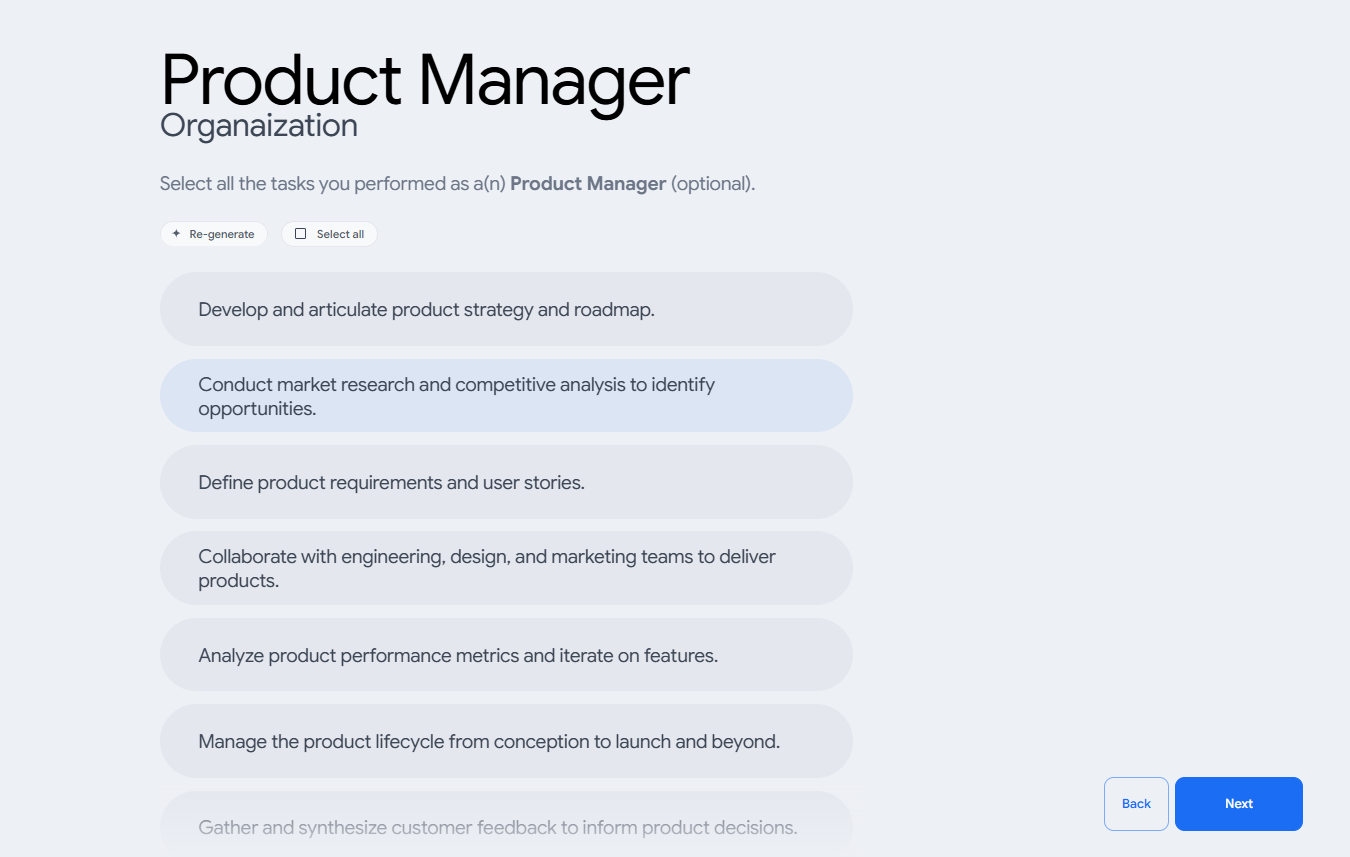 Product Manager
Organaization
Select all the tasks you performed as a(n) Product Manager (optional).
Re-generate
Select all
Develop and articulate product strategy and roadmap.
Conduct market research and competitive analysis to identify
opportunities.
Define product requirements and user stories.
Collaborate with engineering, design, and marketing teams to deliver
products.
Analyze product performance metrics and iterate on features.
Manage the product lifecycle from conception to launch and beyond.
Gather and synthesize customer feedback to inform product decisions.
Back
Next